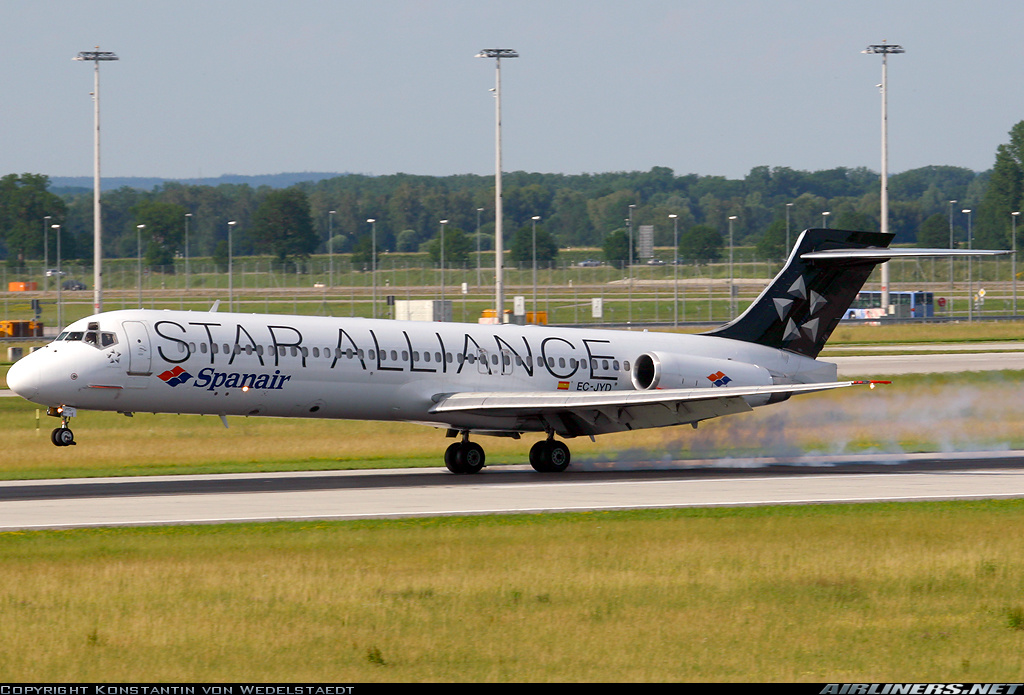 STAR ALLIANCE
Spanair
EC-JYD
Copyright Konstantin von Wedelstaedt
AIRLINERS.NET